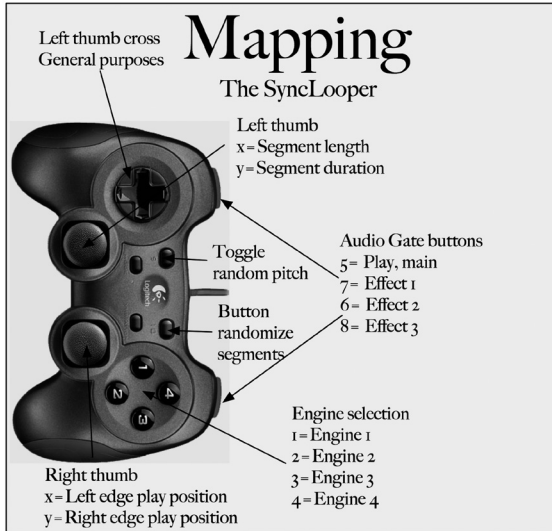 Mapping
The SyncLooper
Left thumb cross
General purposes
Left thumb
x= Segment length
y= Segment duration
Toggle
random pitch
Audio Gate buttons
5= Play, main
7= Effect 1
6= Effect 2
8= Effect 3
Button
randomize
segments
Logitech
1
2
4
3
Engine selection
1=Engine 1
2=Engine 2
3=Engine 3
4=Engine 4
Right thumb
x=Left edge play position
y=Right edge play position